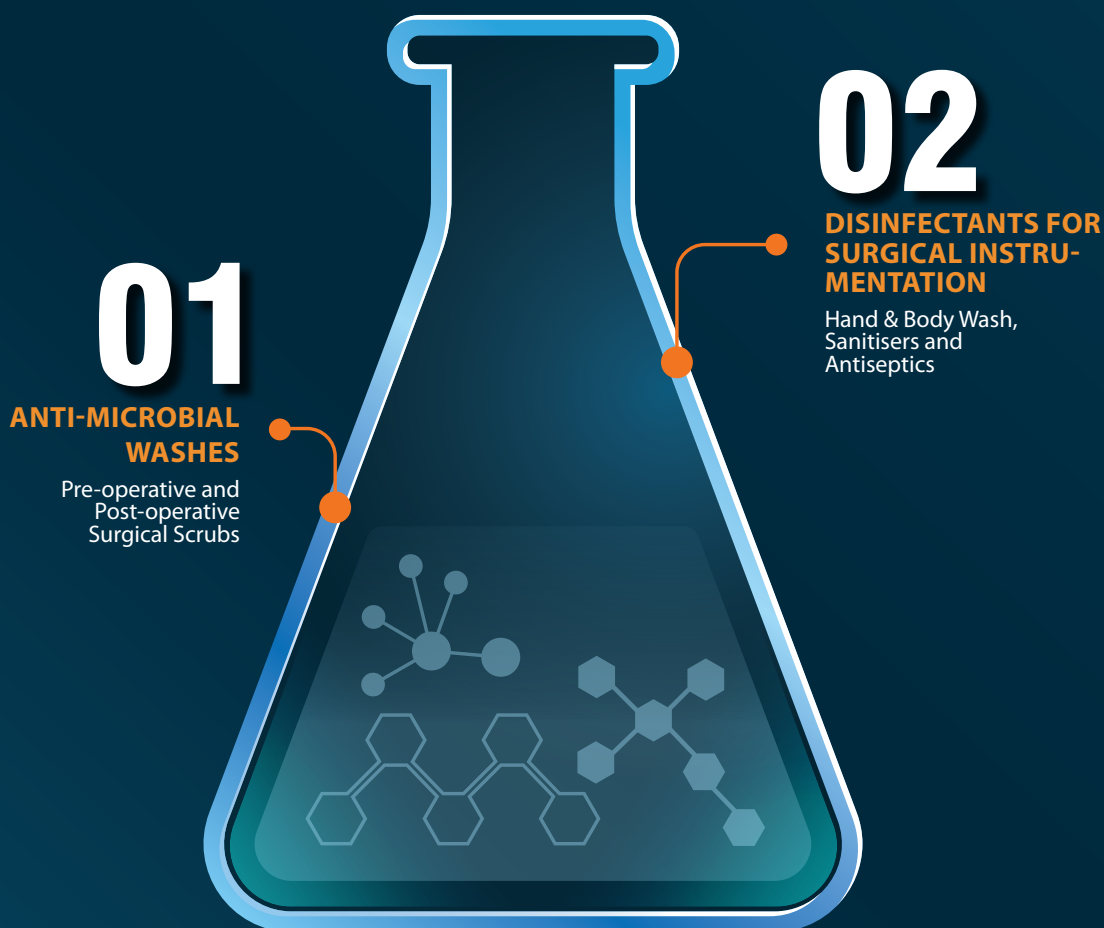 01
ANTI-MICROBIAL
WASHES
Pre-operative and
Post-operative
Surgical Scrubs
02
DISINFECTANTS FOR
SURGICAL INSTRU-
MENTATION
Hand & Body Wash,
Sanitisers and
Antiseptics